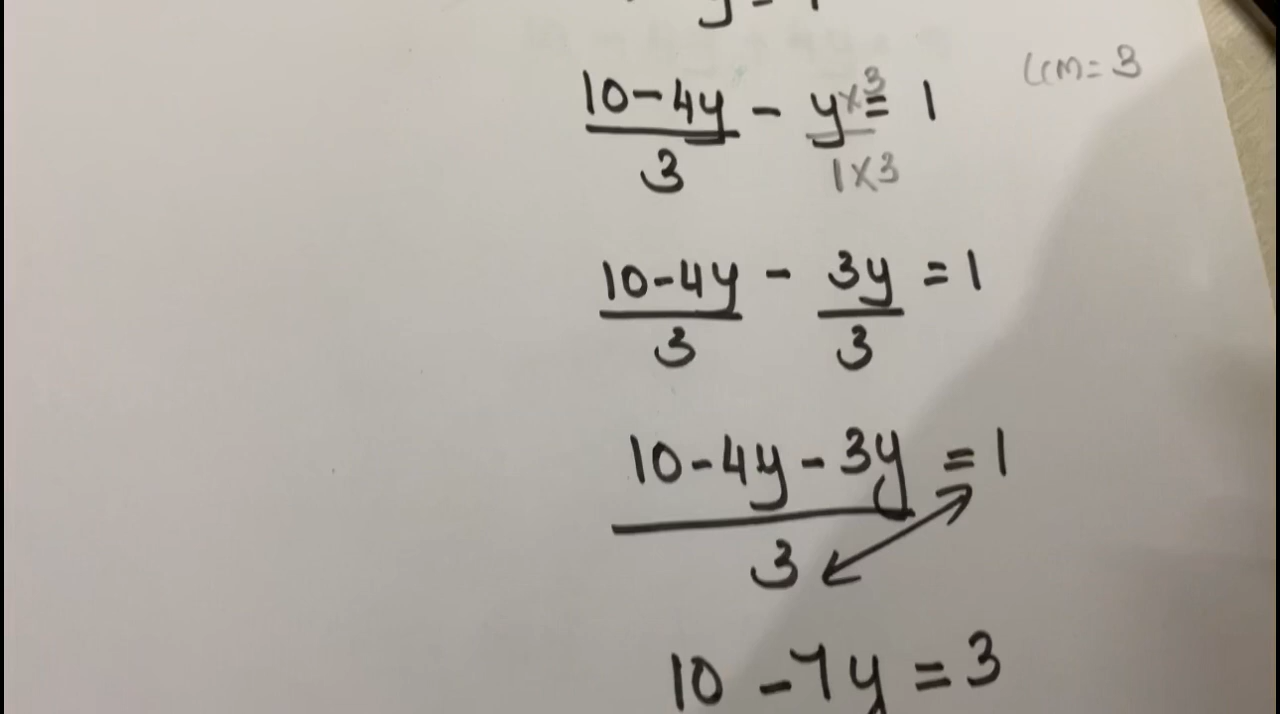 LCM = 3
10 - 4y / 3 - y × 3 / 1 × 3 = 1
10 - 4y / 3 - 3y / 3 = 1
10 - 4y - 3y / 3 = 1
10 - 7y = 3